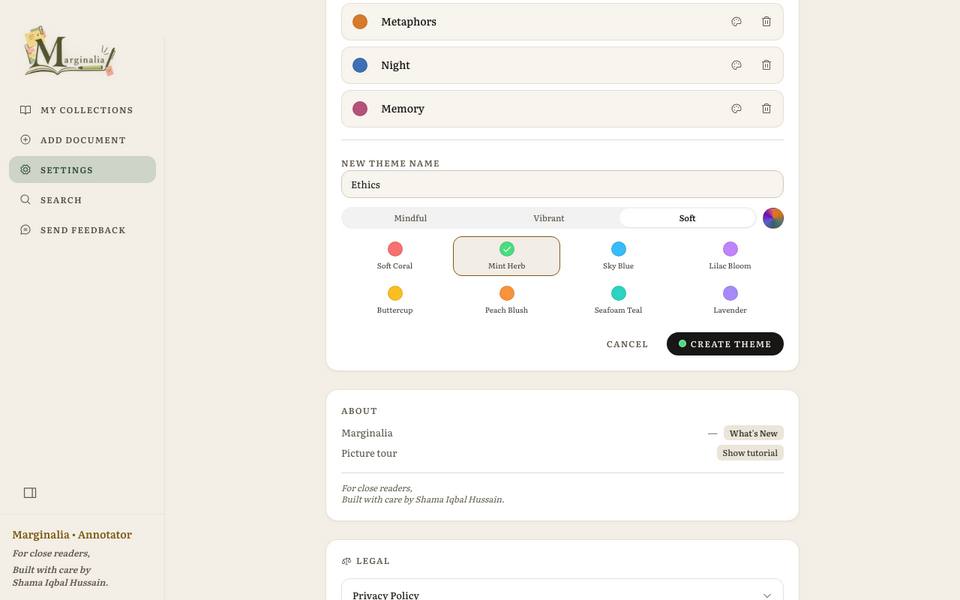 Marginalia
MY COLLECTIONS
ADD DOCUMENT
SETTINGS
SEARCH
SEND FEEDBACK
Marginalia • Annotator
For close readers,
Built with care by
Shama Iqbal Hussain.
Metaphors
Night
Memory
NEW THEME NAME
Ethics
Mindful Vibrant Soft
Soft Coral Mint Herb Sky Blue Lilac Bloom
Buttercup Peach Blush Seafoam Teal Lavender
CANCEL CREATE THEME
ABOUT
Marginalia — What's New
Picture tour Show tutorial
For close readers,
Built with care by Shama Iqbal Hussain.
LEGAL
Privacy Policy